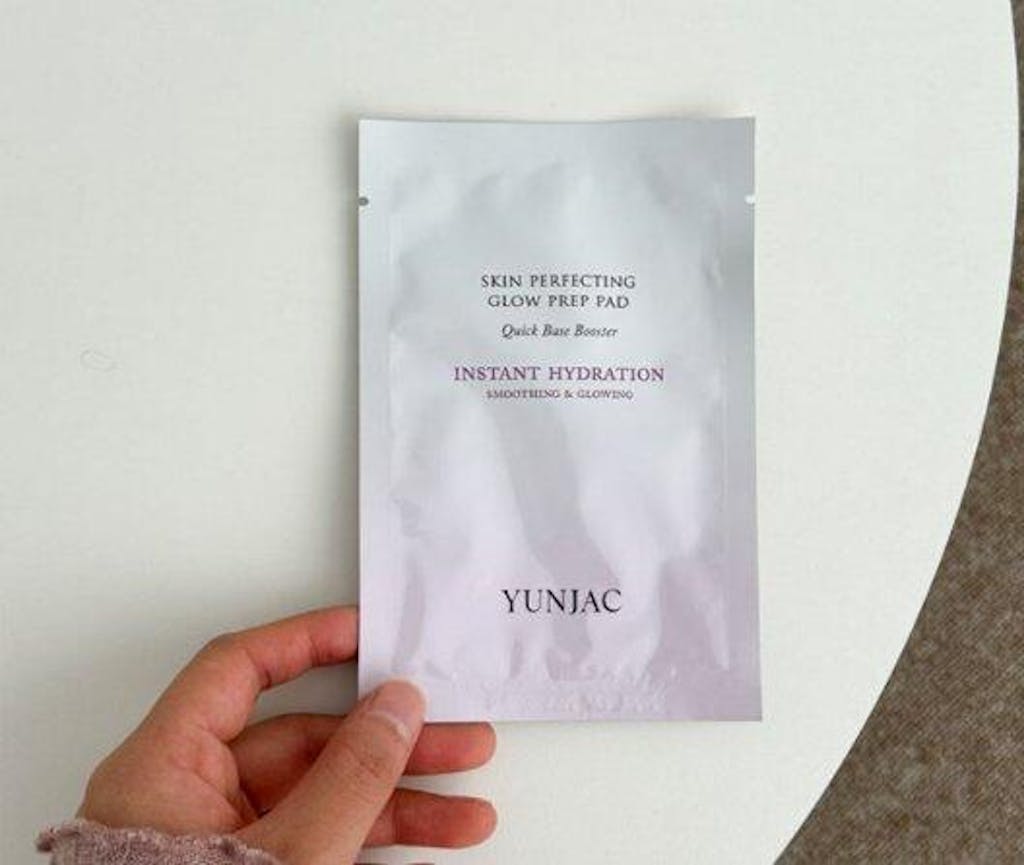 SKIN PERFECTING
GLOW PREP PAD
Quick Base Booster
INSTANT HYDRATION
SMOOTHING & GLOWING
YUNJAC